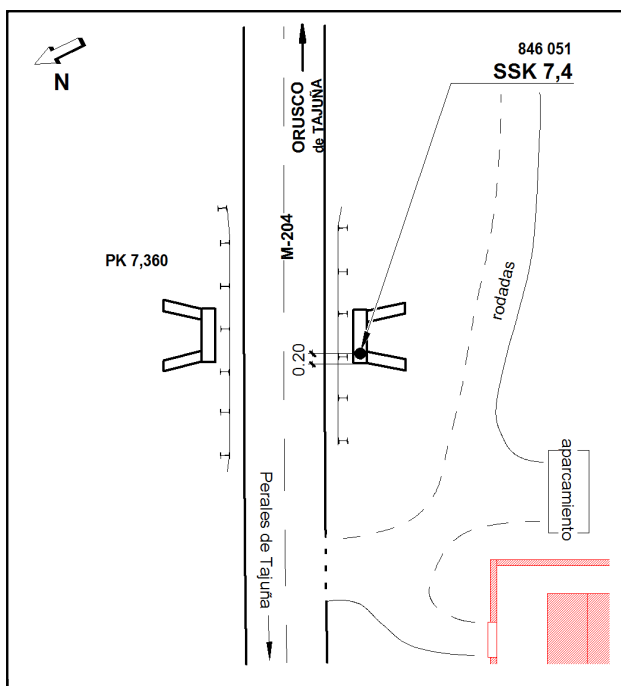 N
846 051
SSK 7,4
ORUSCO
de TAJUÑA
M-204
PK 7,360
rodadas
0.20
aparcamiento
Perales de Tajuña